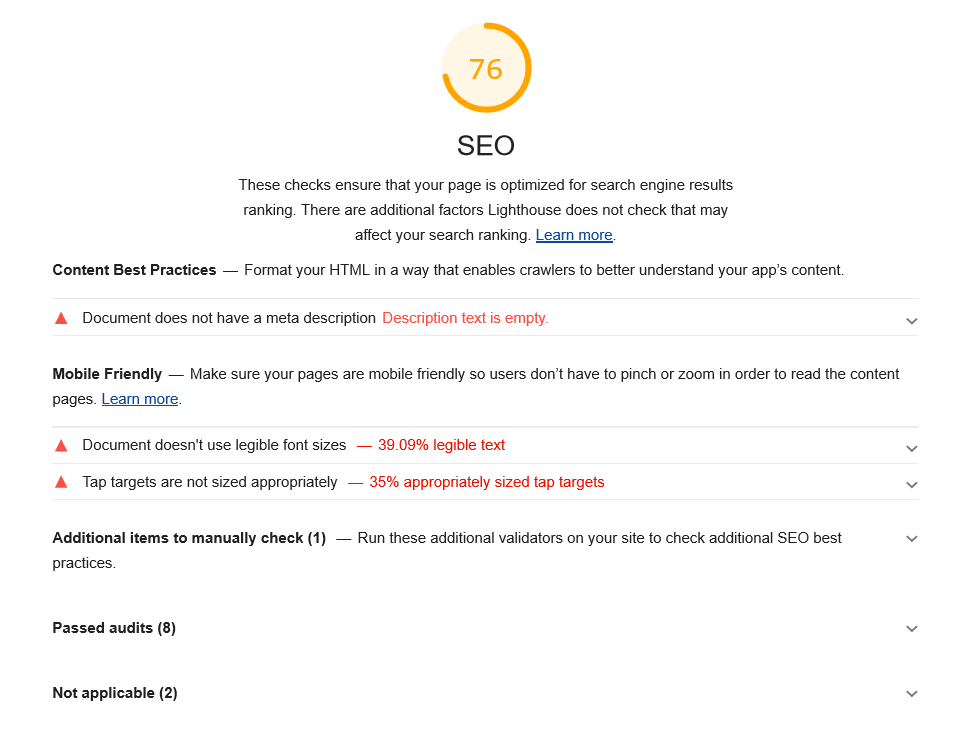 76
SEO
These checks ensure that your page is optimized for search engine results
ranking. There are additional factors Lighthouse does not check that may
affect your search ranking. Learn more.
Content Best Practices — Format your HTML in a way that enables crawlers to better understand your app’s content.
Document does not have a meta description Description text is empty.
Mobile Friendly — Make sure your pages are mobile friendly so users don’t have to pinch or zoom in order to read the content
pages. Learn more.
Document doesn't use legible font sizes — 39.09% legible text
Tap targets are not sized appropriately — 35% appropriately sized tap targets
Additional items to manually check (1) — Run these additional validators on your site to check additional SEO best
practices.
Passed audits (8)
Not applicable (2)